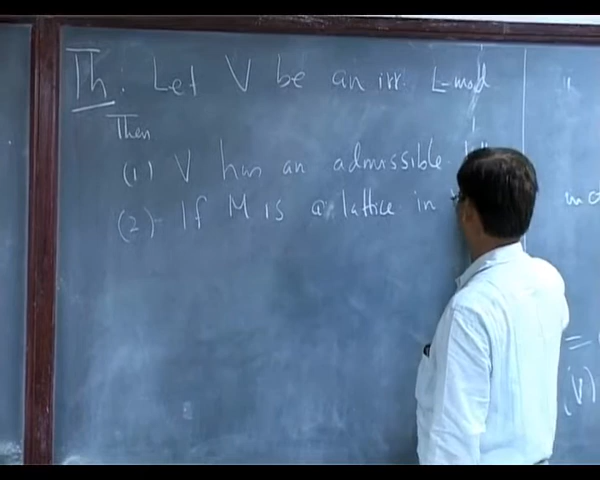 Th: Let V be an irr. L-mod
Then
(1) V has an admissible
(2) If M is a lattice in